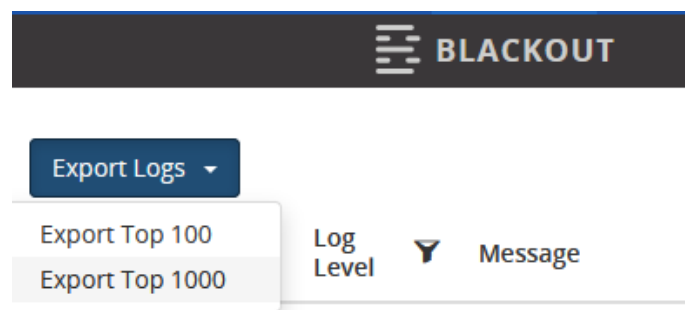 BLACKOUT
Export Logs
Export Top 100
Export Top 1000
Log
Level
Message